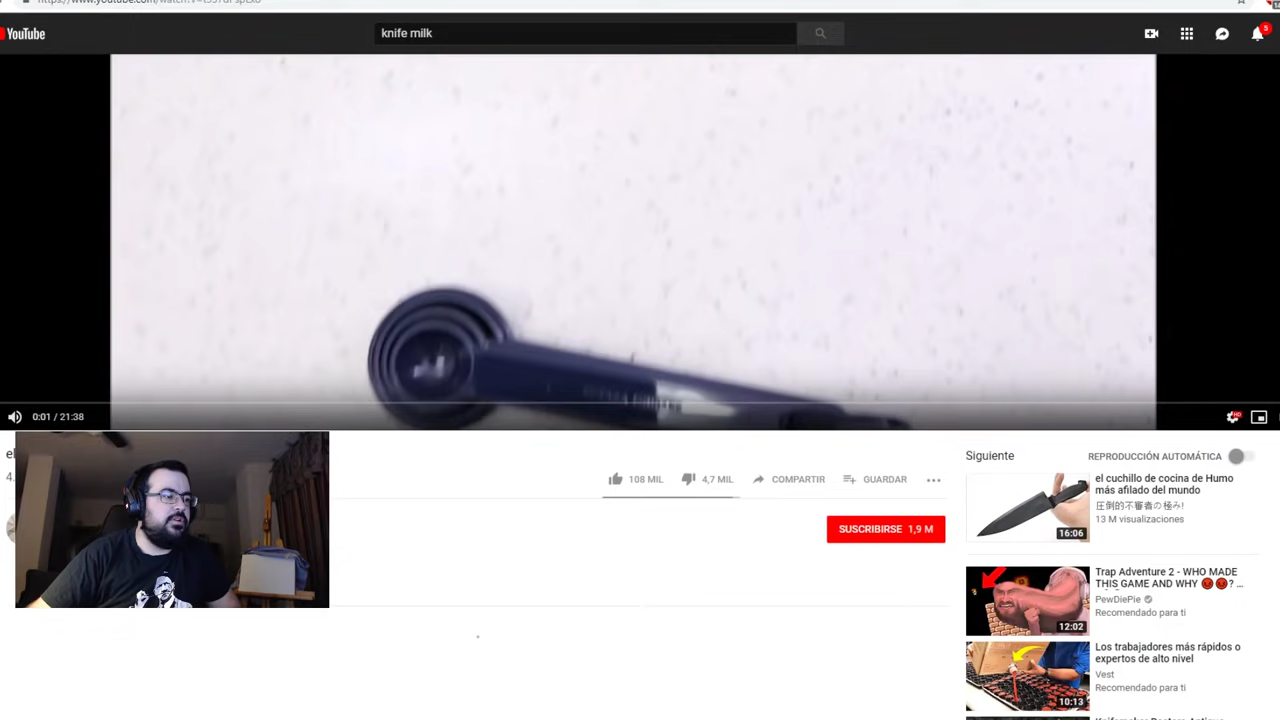 YouTube
knife milk
5
0:01 / 21:38
HD
108 MIL
4,7 MIL
COMPARTIR
GUARDAR
SUSCRIBIRSE 1,9 M
Siguiente
REPRODUCCIÓN AUTOMÁTICA
el cuchillo de cocina de Humo
más afilado del mundo
圧倒的不審者の極み!
13 M visualizaciones
16:06
Trap Adventure 2 - WHO MADE
THIS GAME AND WHY 😡😡? ...
PewDiePie
Recomendado para ti
12:02
Los trabajadores más rápidos o
expertos de alto nivel
Vest
Recomendado para ti
10:13